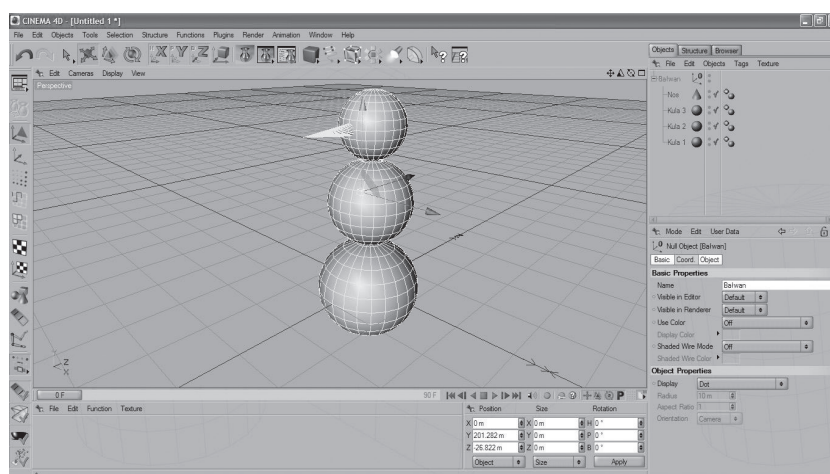 CINEMA 4D - [Untitled 1 *]
File Edit Objects Tools Selection Structure Functions Plugins Render Animation Window Help
Edit Cameras Display View
Perspective
Z
X
0 F
90 F
File Edit Function Texture
Position Size Rotation
X 0 m X 0 m H 0 °
Y 201.282 m Y 0 m P 0 °
Z -26.822 m Z 0 m B 0 °
Object Size Apply
Objects Structure Browser
File Edit Objects Tags Texture
Bałwan
Nos
Kula 3
Kula 2
Kula 1
Mode Edit User Data
Null Object [Bałwan]
Basic Coord. Object
Basic Properties
Name Bałwan
Visible in Editor Default
Visible in Renderer Default
Use Color Off
Display Color
Shaded Wire Mode Off
Shaded Wire Color
Object Properties
Display Dot
Radius 10 m
Aspect Ratio 1
Orientation Camera